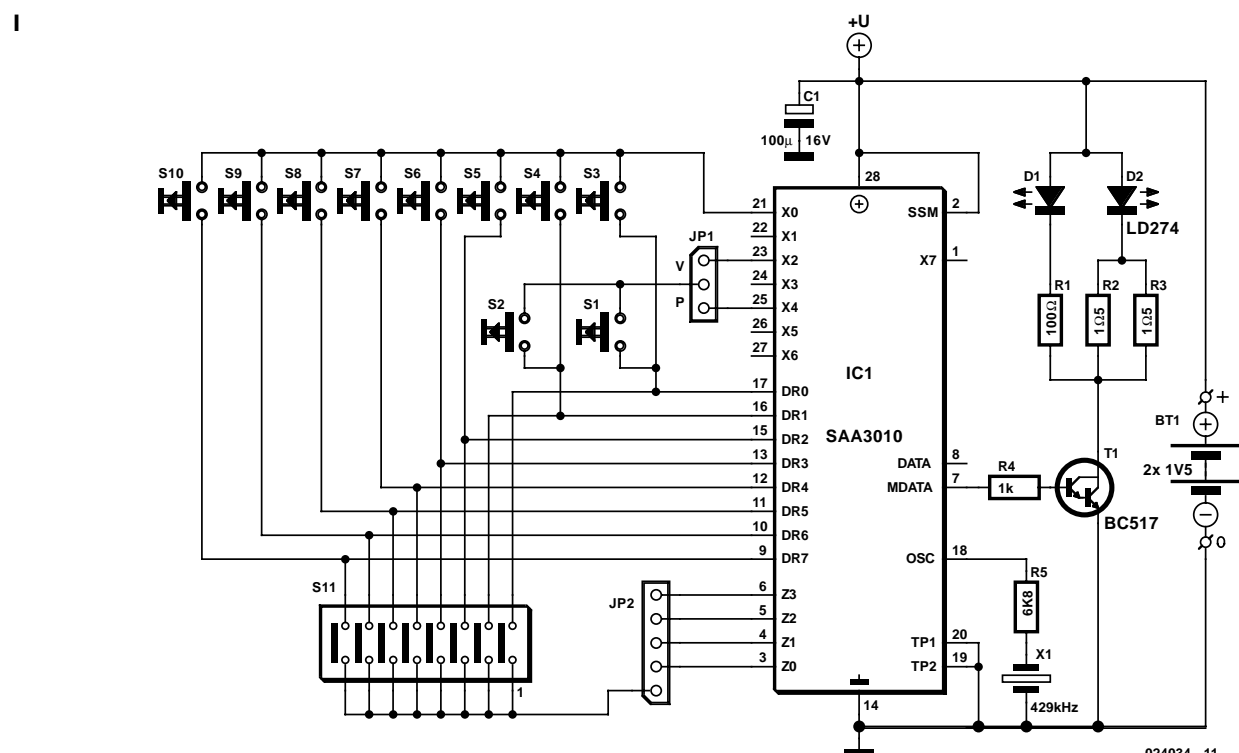 I
+U
C1
100µ 16V
S10 S9 S8 S7 S6 S5 S4 S3
28
D1 D2
LD274
21 X0 SSM 2
22 X1
JP1
V 23 X2 X7 1
24 X3
P 25 X4
S2 S1
26 X5
27 X6
R1 R2 R3
100Ω 1Ω5 1Ω5
IC1
SAA3010
17 DR0
16 DR1
15 DR2
13 DR3 DATA 8
12 DR4 MDATA 7
11 DR5
10 DR6
9 DR7 OSC 18
R4
1k
T1
BC517
+
BT1
2x 1V5
0
S11
1
JP2
6 Z3
5 Z2
4 Z1 TP1 20
3 Z0 TP2 19
14
R5
6K8
X1
429kHz
024034 - 11